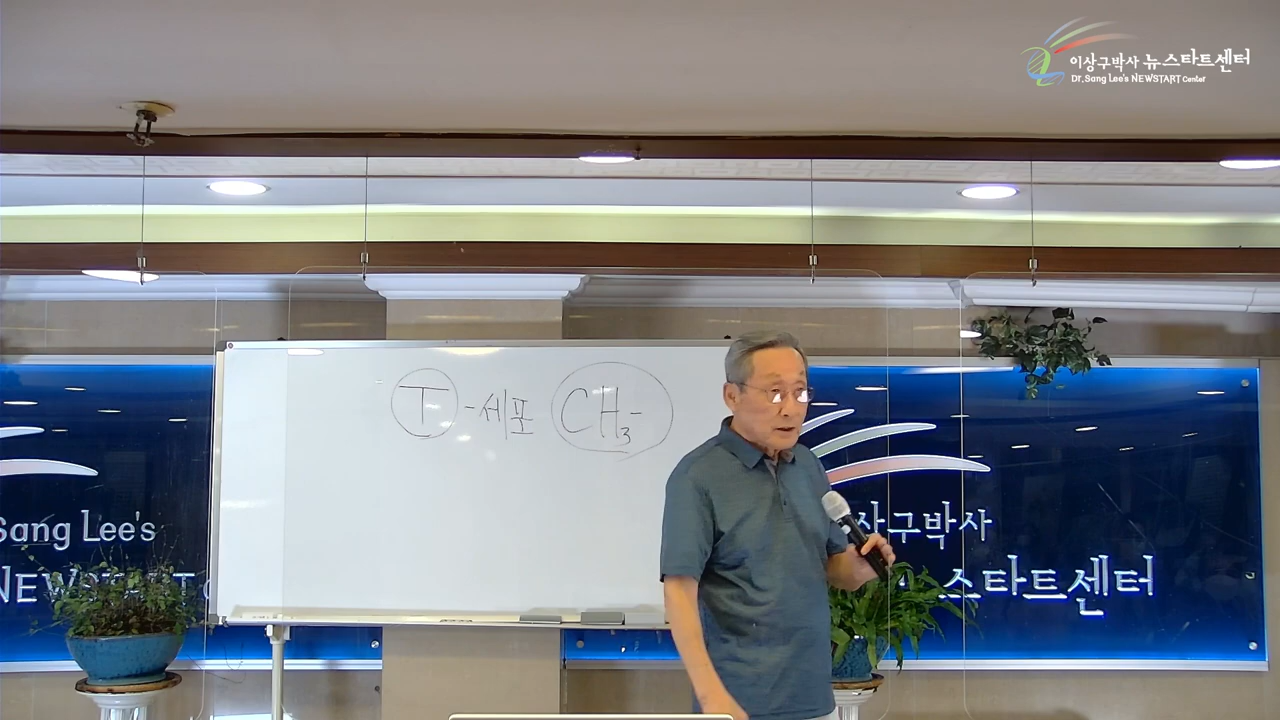 이상구박사 뉴스타트센터
Dr. Sang Lee's NEWSTART Center
T-세포 CH₃-
Sang Lee's
NEWSTART C
상구박사
스타트센터